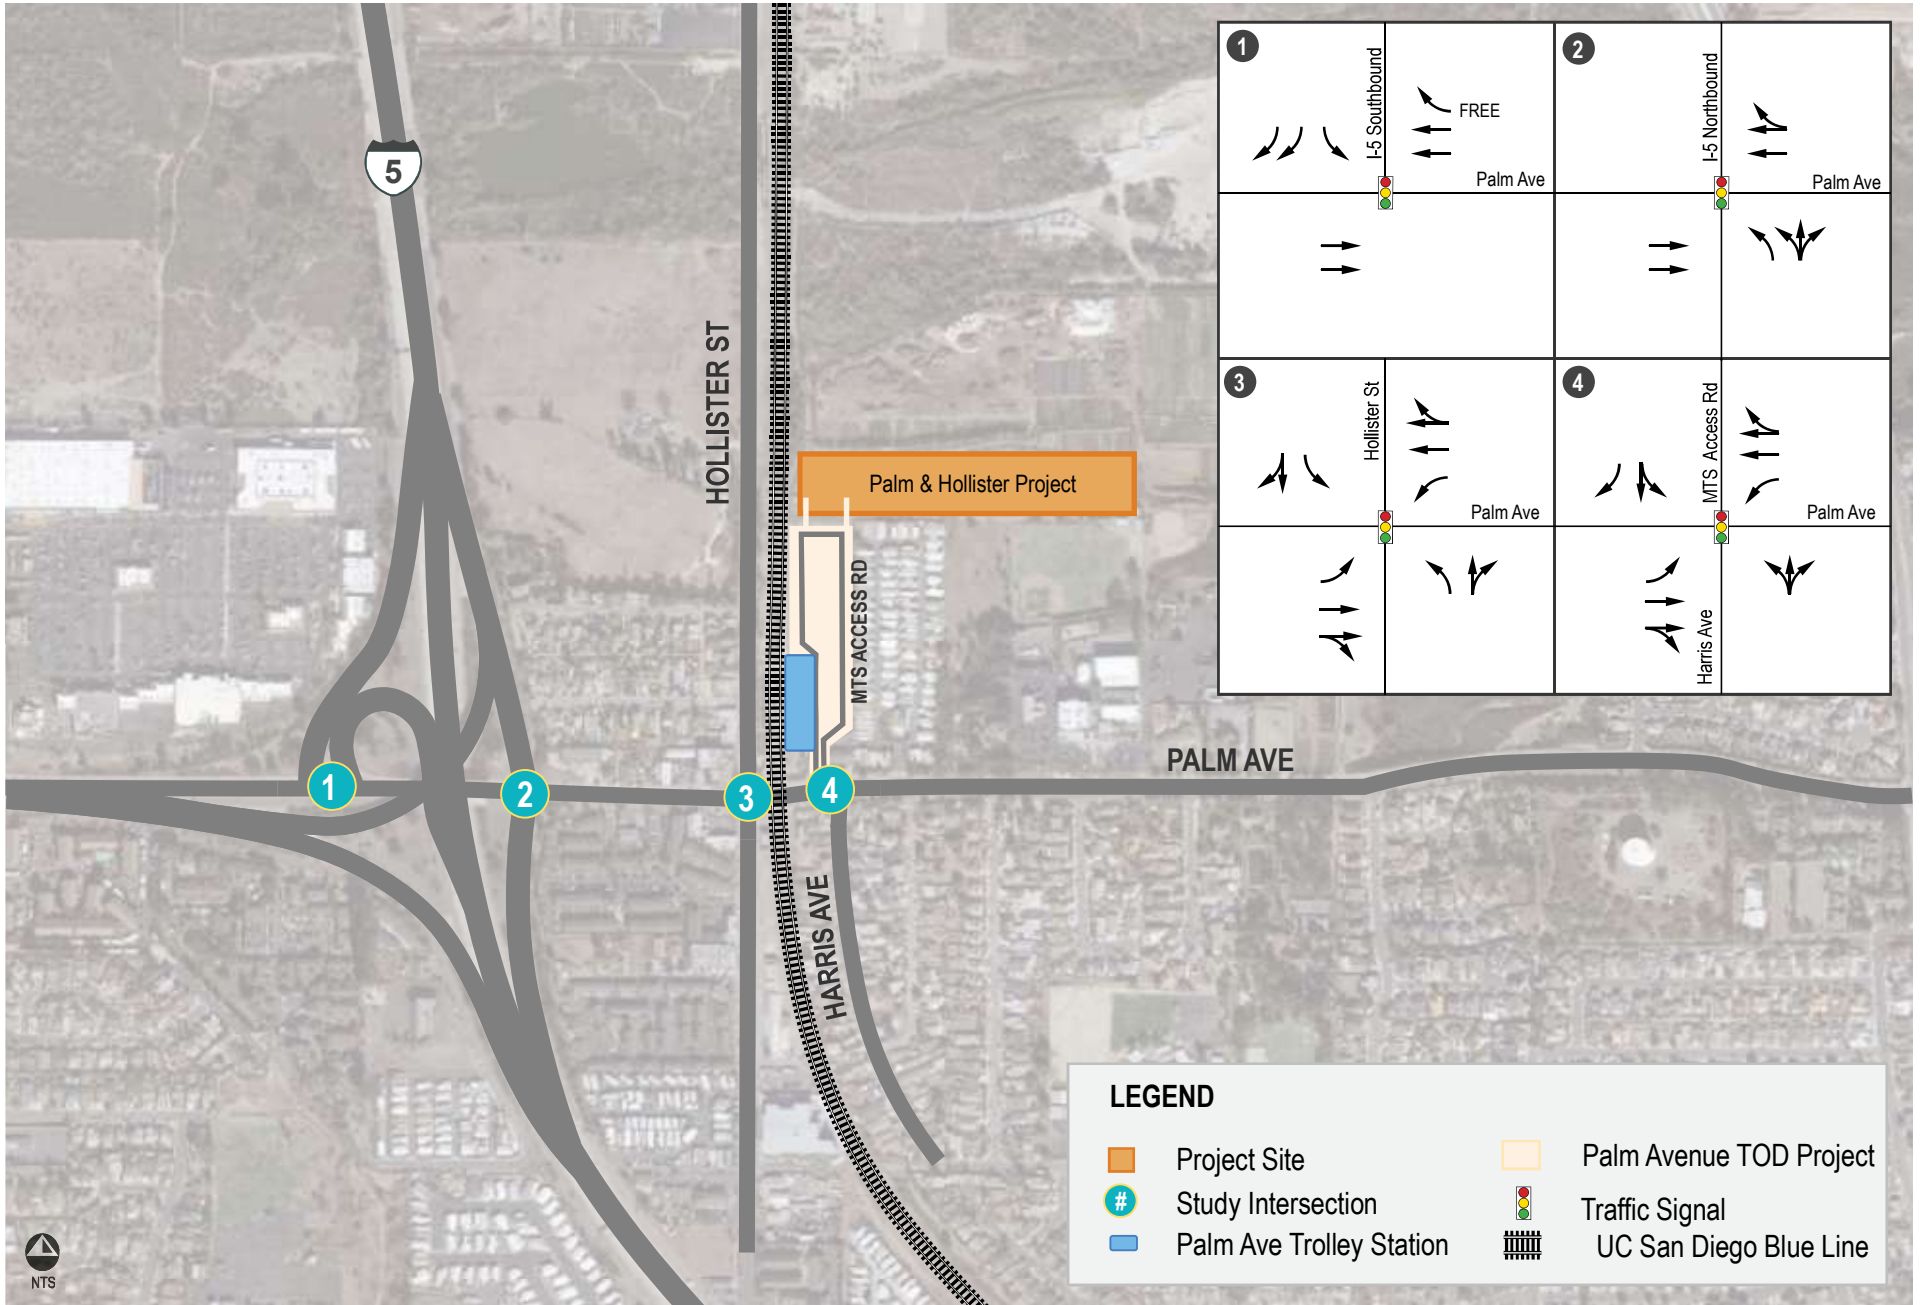 5
HOLLISTER ST
Palm & Hollister Project
MTS ACCESS RD
PALM AVE
HARRIS AVE
1
2
3
4
1
I-5 Southbound
FREE
Palm Ave
2
I-5 Northbound
Palm Ave
3
Hollister St
Palm Ave
4
MTS Access Rd
Palm Ave
Harris Ave
LEGEND
Project Site
# Study Intersection
Palm Ave Trolley Station
Palm Avenue TOD Project
Traffic Signal
UC San Diego Blue Line
NTS